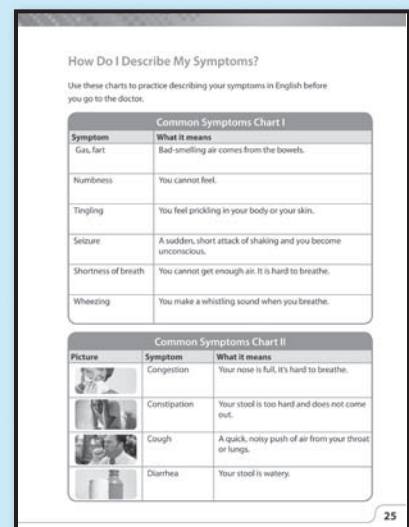 How Do I Describe My Symptoms?
Use these charts to practice describing your symptoms in English before
you go to the doctor.
Common Symptoms Chart I
Symptom What it means
Gas, fart Bad-smelling air comes from the bowels.
Numbness You cannot feel.
Tingling You feel prickling in your body or your skin.
Seizure A sudden, short attack of shaking and you become
unconscious.
Shortness of breath You cannot get enough air. It is hard to breathe.
Wheezing You make a whistling sound when you breathe.
Common Symptoms Chart II
Picture Symptom What it means
Congestion Your nose is full, it's hard to breathe.
Constipation Your stool is too hard and does not come
out.
Cough A quick, noisy push of air from your throat
or lungs.
Diarrhea Your stool is watery.
25